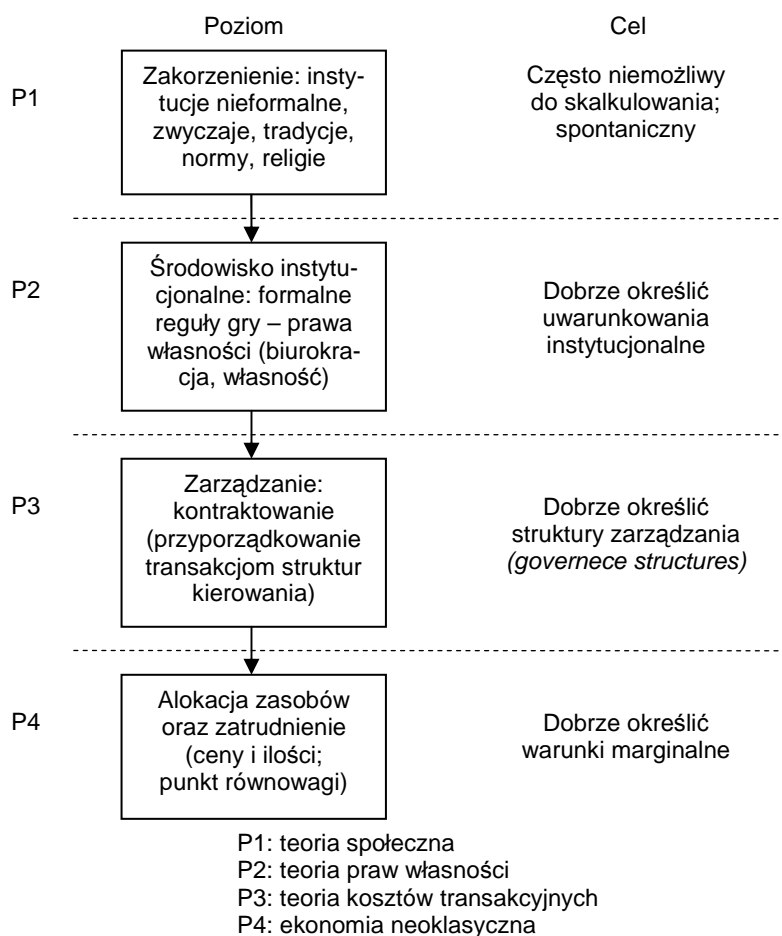 Poziom
Cel
P1
Zakorzenienie: insty-
tucje nieformalne,
zwyczaje, tradycje,
normy, religie
Często niemożliwy
do skalkulowania;
spontaniczny
P2
Środowisko instytu-
cjonalne: formalne
reguły gry – prawa
własności (biurokra-
cja, własność)
Dobrze określić
uwarunkowania
instytucjonalne
P3
Zarządzanie:
kontraktowanie
(przyporządkowanie
transakcjom struktur
kierowania)
Dobrze określić
struktury zarządzania
(governece structures)
P4
Alokacja zasobów
oraz zatrudnienie
(ceny i ilości;
punkt równowagi)
Dobrze określić
warunki marginalne
P1: teoria społeczna
P2: teoria praw własności
P3: teoria kosztów transakcyjnych
P4: ekonomia neoklasyczna